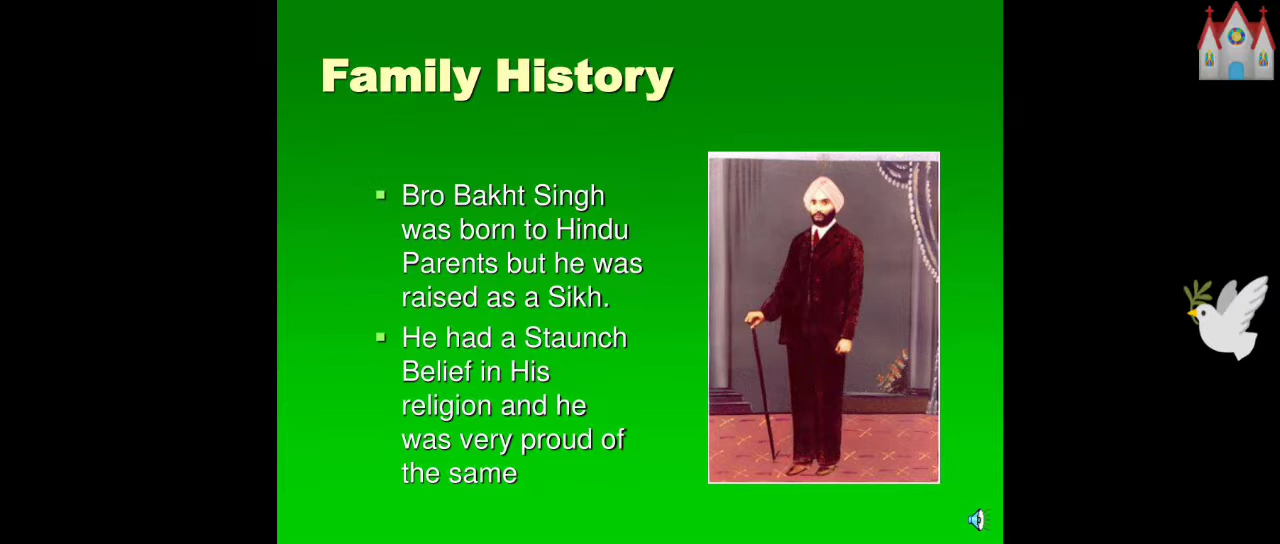 Family History
Bro Bakht Singh
was born to Hindu
Parents but he was
raised as a Sikh.
He had a Staunch
Belief in His
religion and he
was very proud of
the same